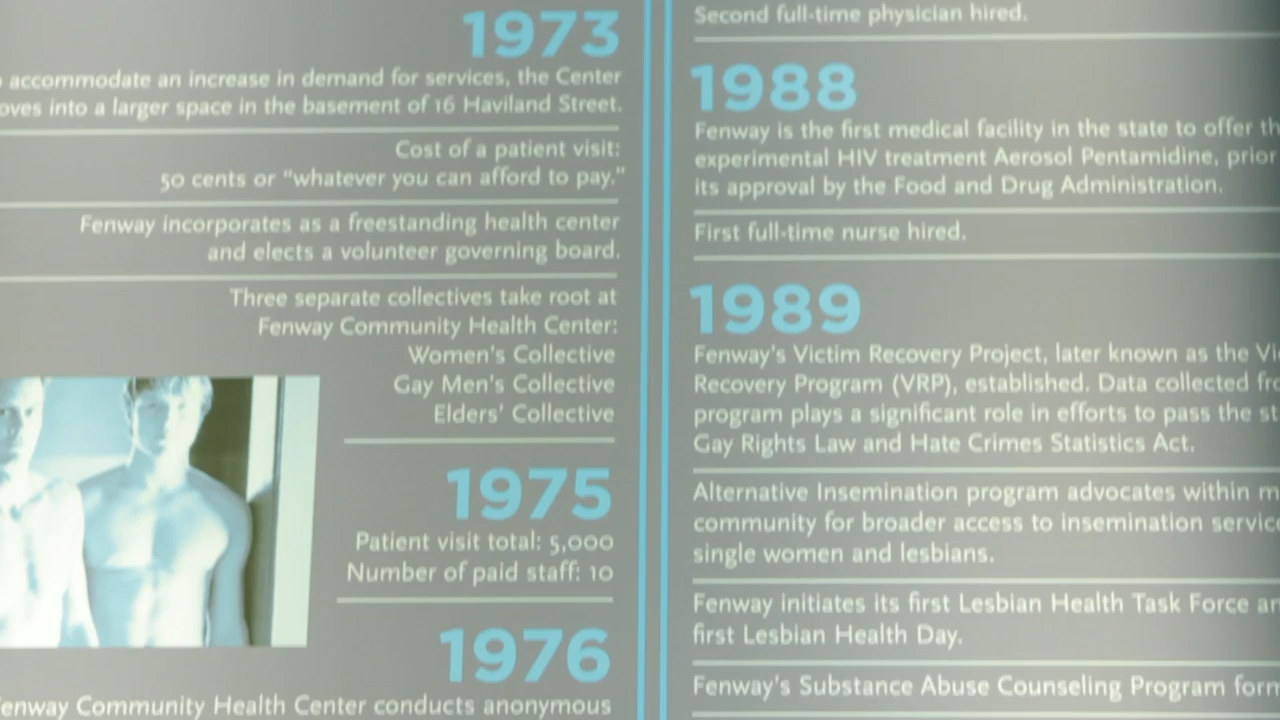 1973
accommodate an increase in demand for services, the Center
into a larger space in the basement of 16 Haviland Street.
Cost of a patient visit:
50 cents or "whatever you can afford to pay."
Fenway incorporates as a freestanding health center
and elects a volunteer governing board.
Three separate collectives take root at
Fenway Community Health Center:
Women's Collective
Gay Men's Collective
Elders' Collective
1975
Patient visit total: 5,000
Number of paid staff: 10
1976
Fenway Community Health Center conducts anonymous
Second full-time physician hired.
1988
Fenway is the first medical facility in the state to offer
experimental HIV treatment Aerosol Pentamidine, prior
its approval by the Food and Drug Administration.
First full-time nurse hired.
1989
Fenway's Victim Recovery Project, later known as the
Recovery Program (VRP), established. Data collected
program plays a significant role in efforts to pass the
Gay Rights Law and Hate Crimes Statistics Act.
Alternative Insemination program advocates within
community for broader access to insemination
single women and lesbians.
Fenway initiates its first Lesbian Health Task Force
first Lesbian Health Day.
Fenway's Substance Abuse Counseling Program